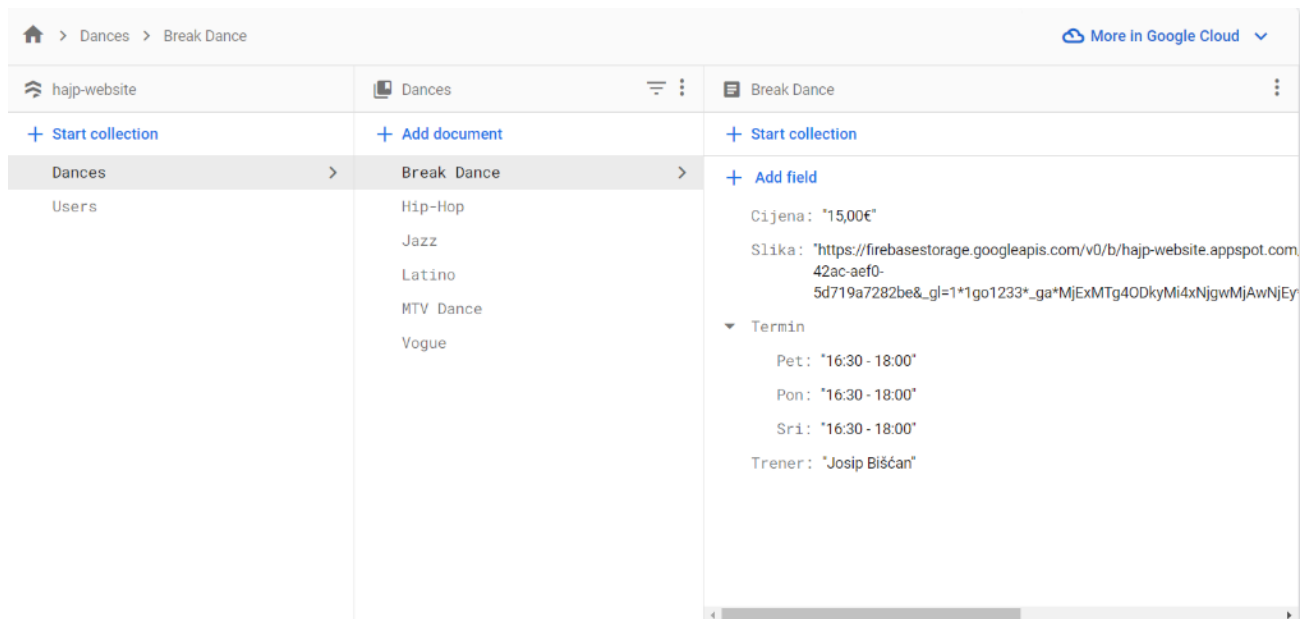 Dances > Break Dance
More in Google Cloud
hajp-website
Dances
Break Dance
+ Start collection
+ Add document
+ Start collection
Dances
Users
Break Dance
Hip-Hop
Jazz
Latino
MTV Dance
Vogue
+ Add field
Cijena: "15,00€"
Slika: "https://firebasestorage.googleapis.com/v0/b/hajp-website.appspot.com
42ac-aef0-
5d719a7282be&_gl=1*1go1233*_ga*MjExMTg4ODkyMi4xNjgwMjAwNjEy
Termin
Pet: "16:30 - 18:00"
Pon: "16:30 - 18:00"
Sri: "16:30 - 18:00"
Trener: "Josip Bišćan"